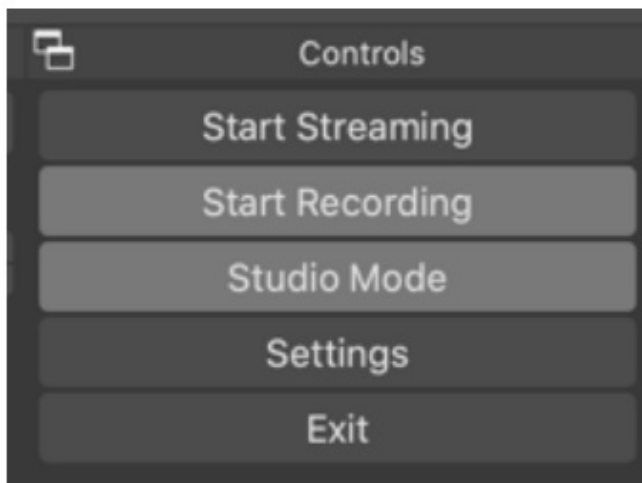 Controls
Start Streaming
Start Recording
Studio Mode
Settings
Exit